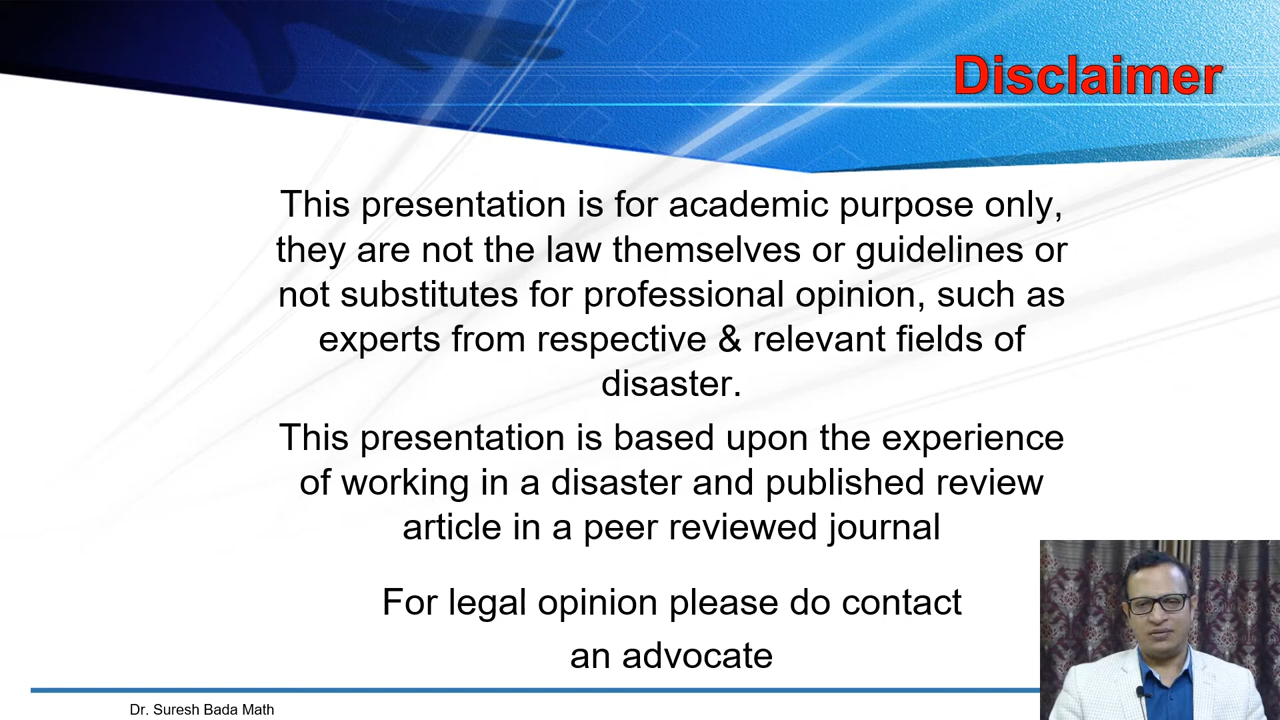 Disclaimer
This presentation is for academic purpose only,
they are not the law themselves or guidelines or
not substitutes for professional opinion, such as
experts from respective & relevant fields of
disaster.
This presentation is based upon the experience
of working in a disaster and published review
article in a peer reviewed journal
For legal opinion please do contact
an advocate
Dr. Suresh Bada Math